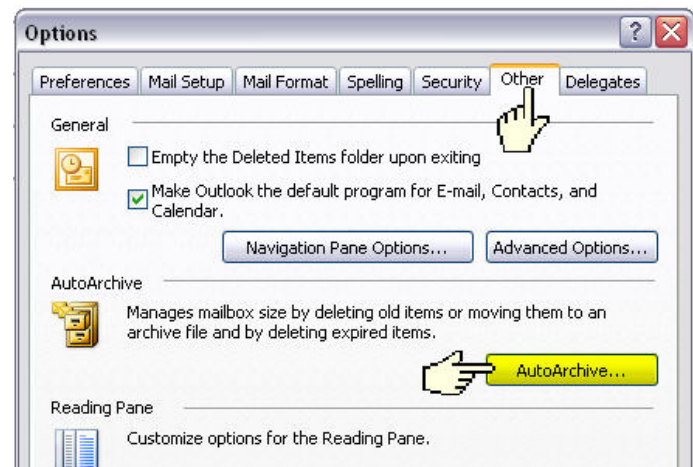 Options
Preferences Mail Setup Mail Format Spelling Security Other Delegates
General
Empty the Deleted Items folder upon exiting
Make Outlook the default program for E-mail, Contacts, and
Calendar.
Navigation Pane Options... Advanced Options...
AutoArchive
Manages mailbox size by deleting old items or moving them to an
archive file and by deleting expired items.
AutoArchive...
Reading Pane
Customize options for the Reading Pane.